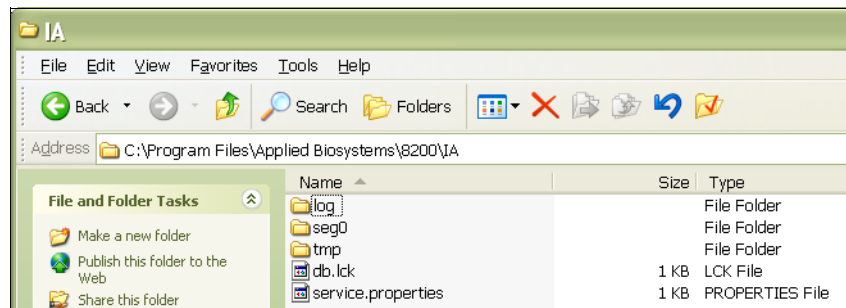 IA
File Edit View Favorites Tools Help
Back Search Folders
Address C:\Program Files\Applied Biosystems\8200\IA
File and Folder Tasks
Make a new folder
Publish this folder to the
Web
Share this folder
Name Size Type
log File Folder
seg0 File Folder
tmp File Folder
db.lck 1 KB LCK File
service.properties 1 KB PROPERTIES File